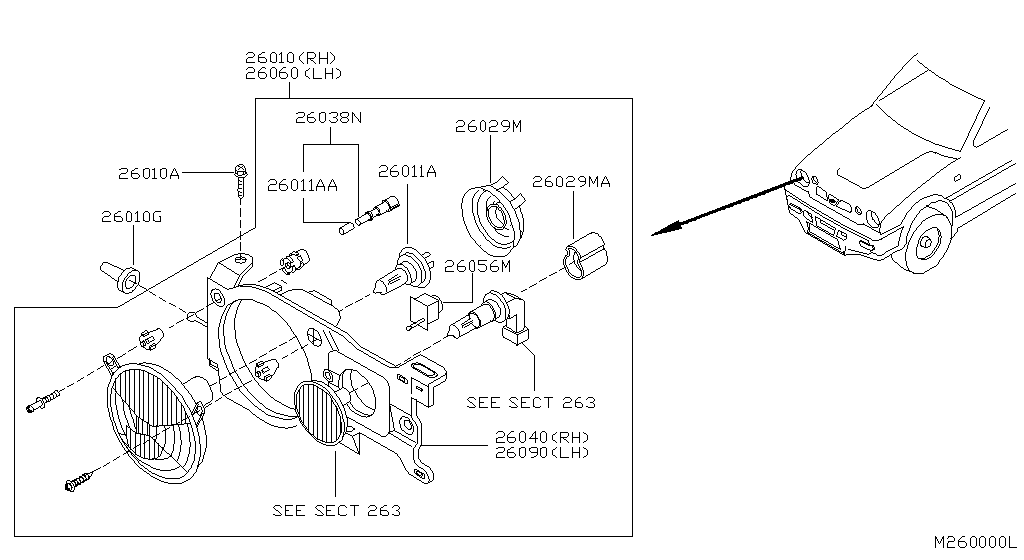 26010(RH)
26060 (LH)
26038N
26029M
26010A
26011AA
26011A
26029MA
26010G
26056M
SEE SECT 263
26040(RH)
26090(LH)
SEE SECT 263
M260000L